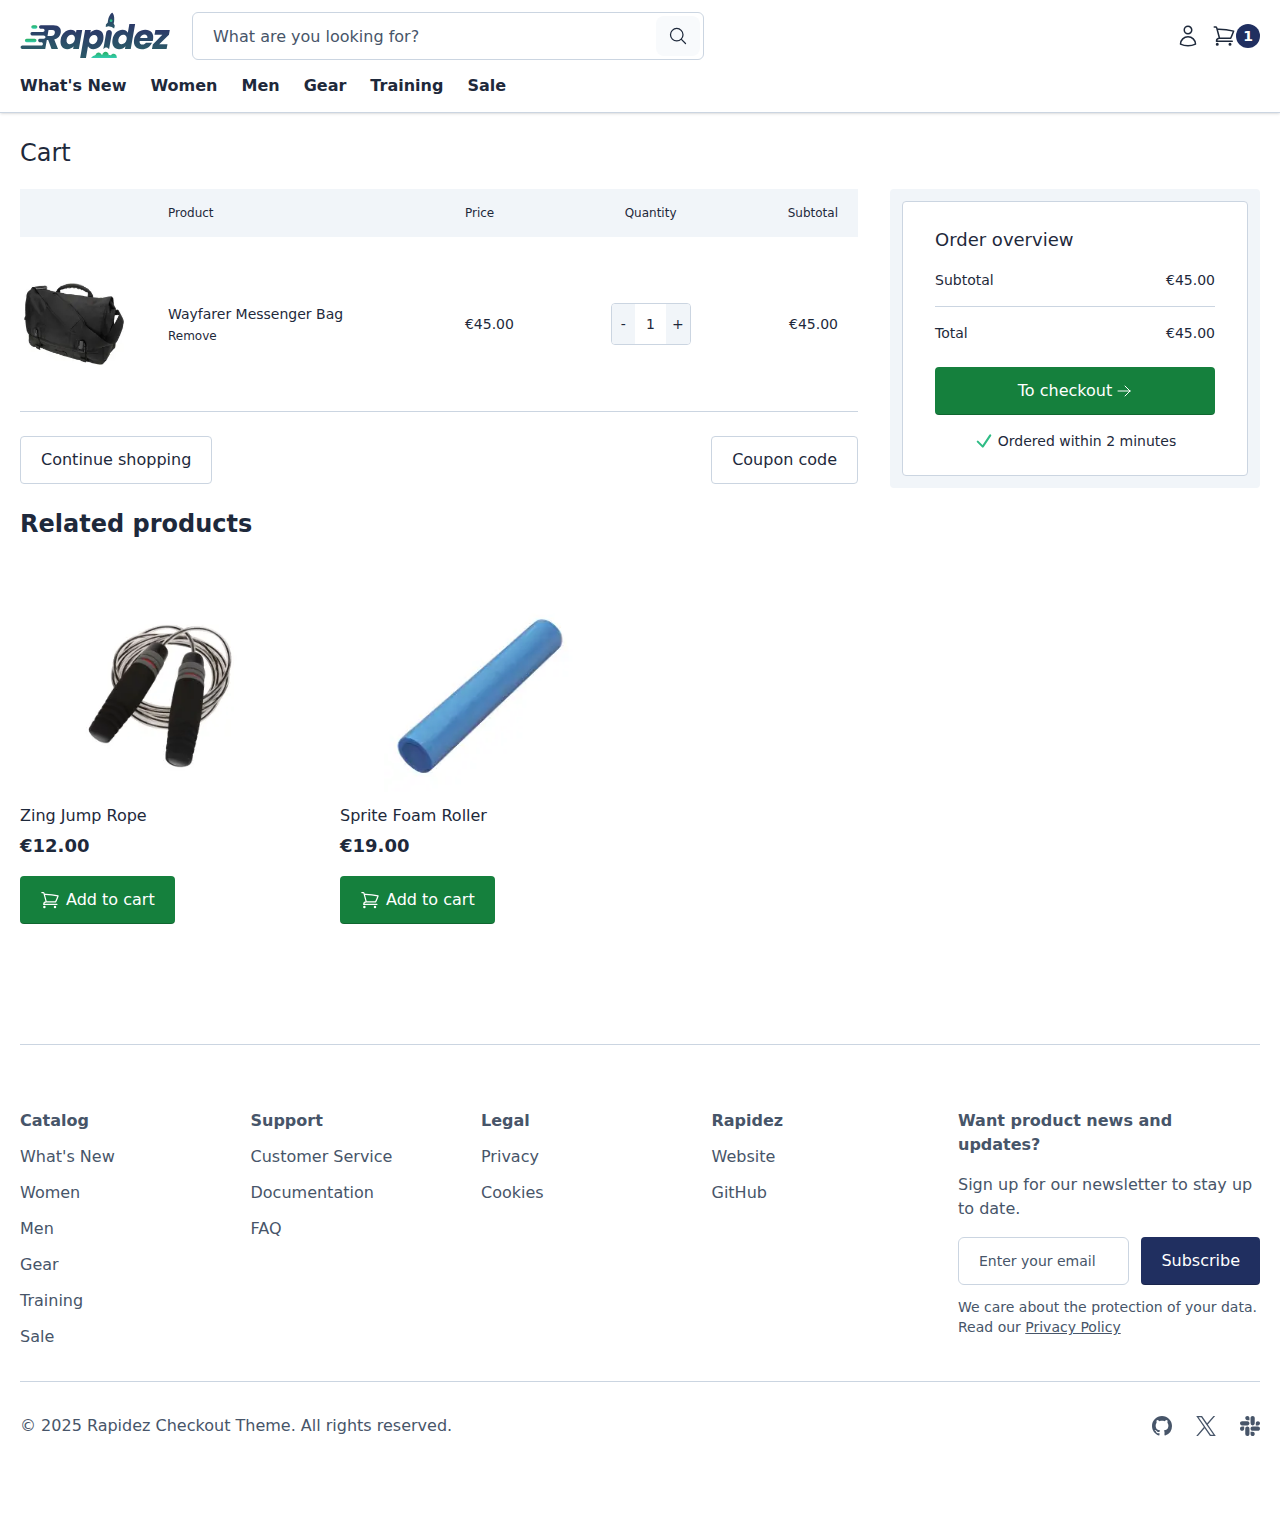 Rapidez
What are you looking for?
1
What's New Women Men Gear Training Sale
Cart
Product Price Quantity Subtotal
Wayfarer Messenger Bag
Remove
€45.00
- 1 +
€45.00
Order overview
Subtotal €45.00
Total €45.00
To checkout
Ordered within 2 minutes
Continue shopping
Coupon code
Related products
Zing Jump Rope
€12.00
Add to cart
Sprite Foam Roller
€19.00
Add to cart
Catalog
What's New
Women
Men
Gear
Training
Sale
Support
Customer Service
Documentation
FAQ
Legal
Privacy
Cookies
Rapidez
Website
GitHub
Want product news and
updates?
Sign up for our newsletter to stay up
to date.
Enter your email
Subscribe
We care about the protection of your data.
Read our Privacy Policy
© 2025 Rapidez Checkout Theme. All rights reserved.